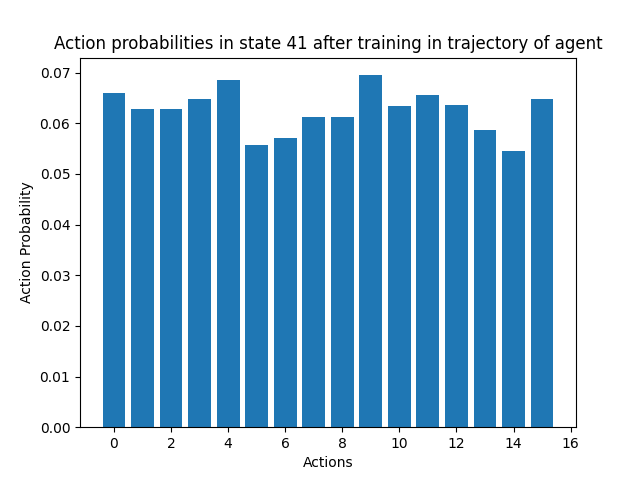 Action probabilities in state 41 after training in trajectory of agent
0.07
0.06
0.05
0.04
0.03
0.02
0.01
0.00
Action Probability
0 2 4 6 8 10 12 14 16
Actions